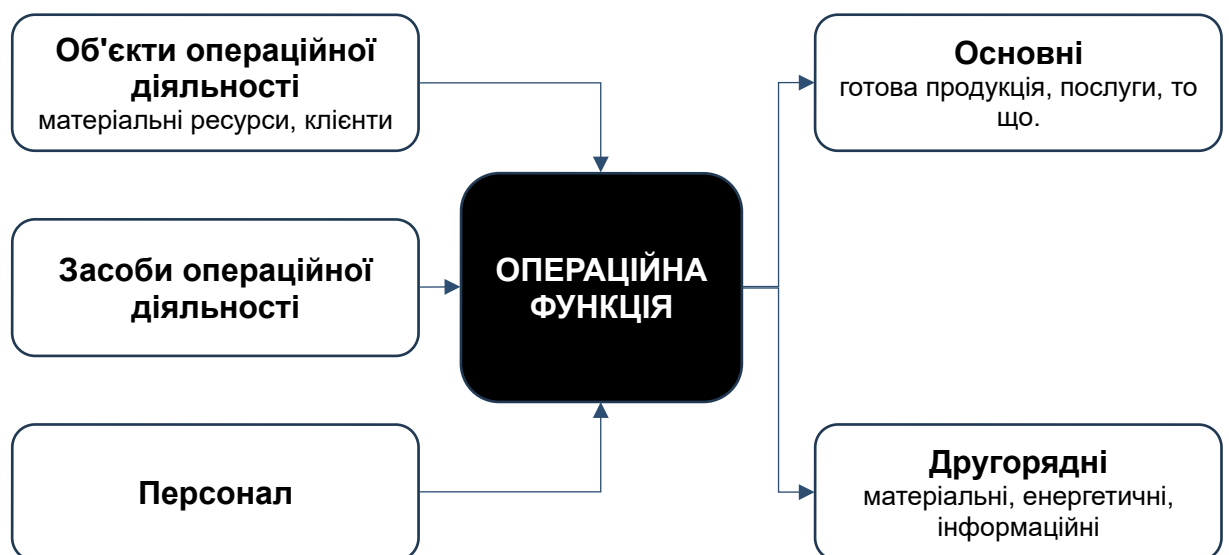 Об'єкти операційної
діяльності
матеріальні ресурси, клієнти
Засоби операційної
діяльності
Персонал
ОПЕРАЦІЙНА
ФУНКЦІЯ
Основні
готова продукція, послуги, то
що.
Другорядні
матеріальні, енергетичні,
інформаційні